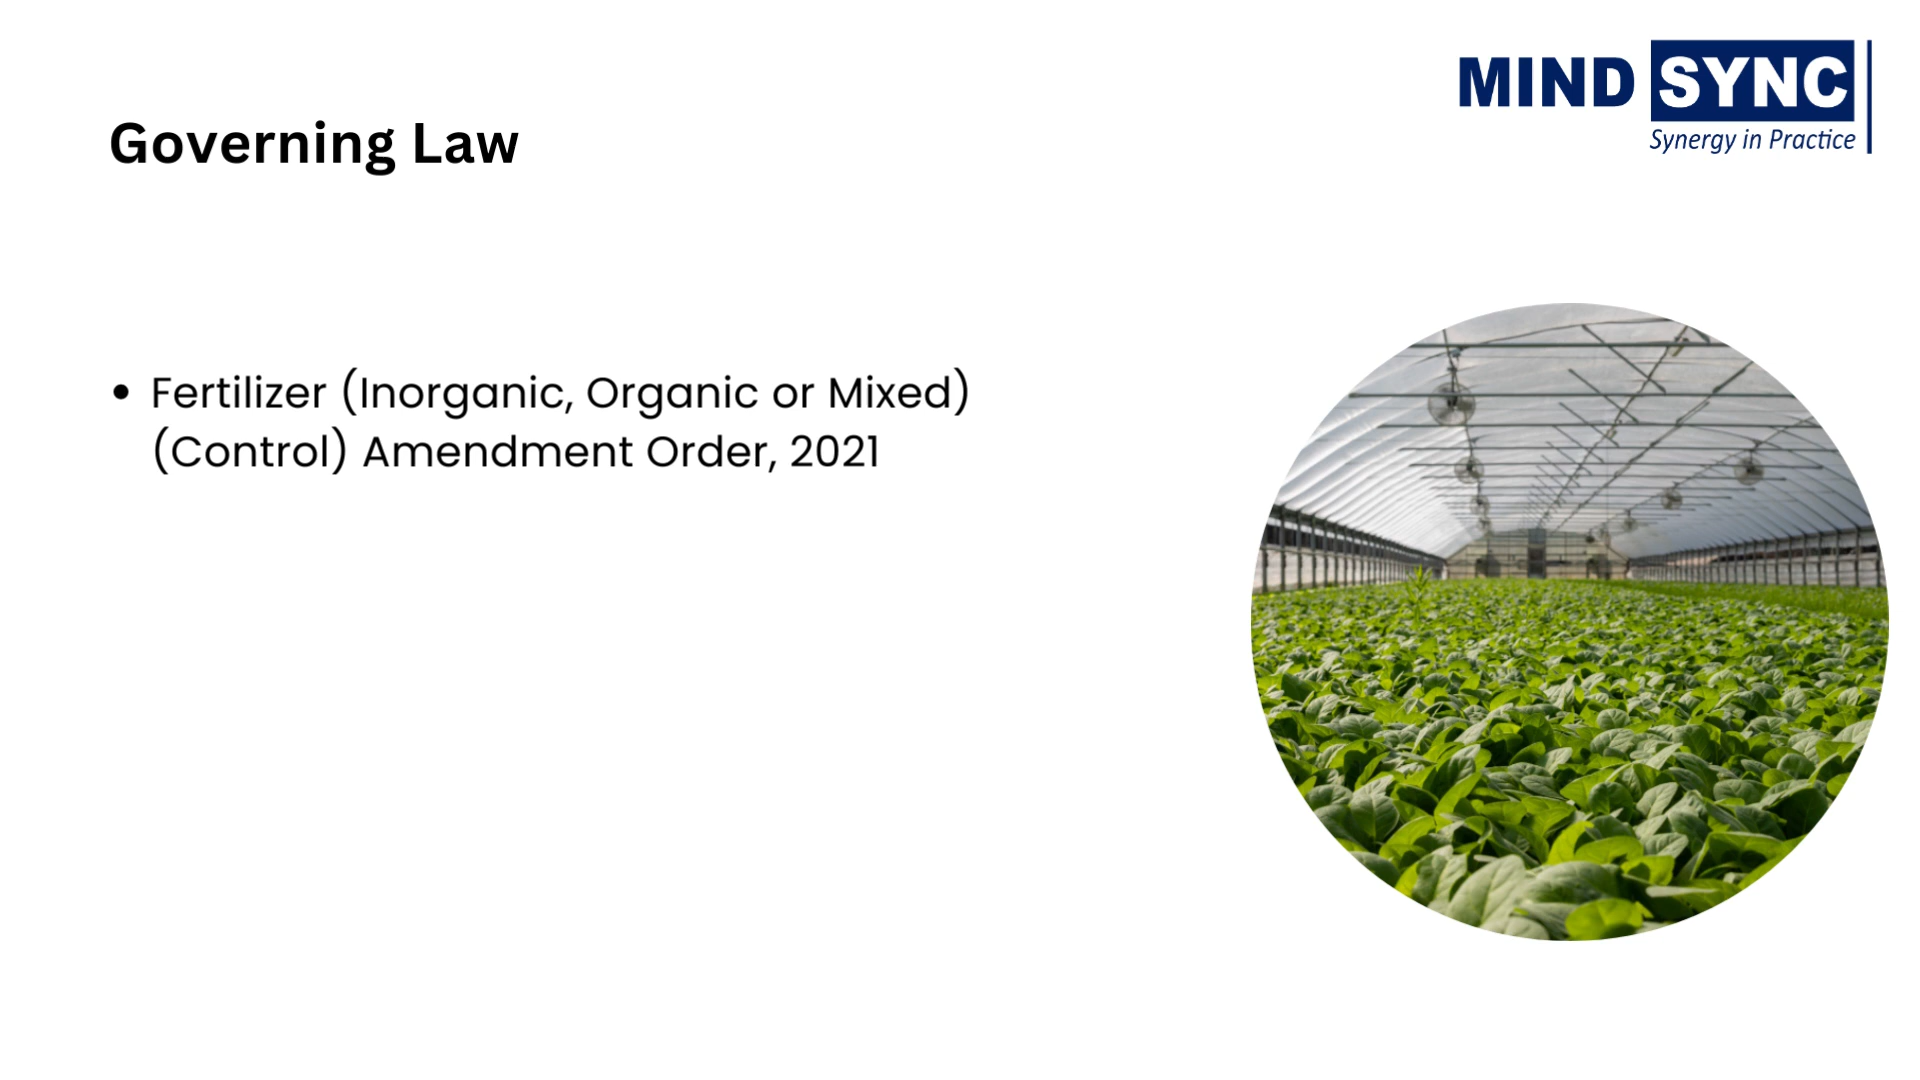 MIND SYNC
Synergy in Practice
Governing Law
• Fertilizer (Inorganic, Organic or Mixed)
(Control) Amendment Order, 2021